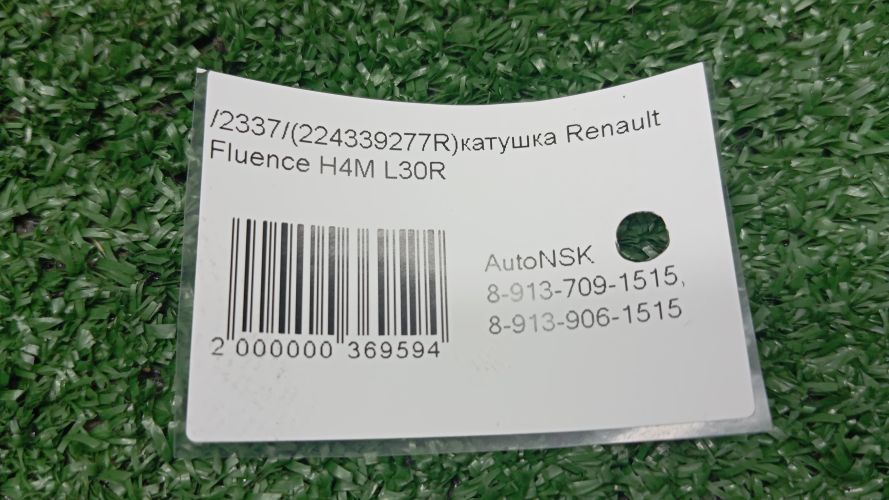 /2337/(224339277R)катушка Renault
Fluence H4M L30R
AutoNSK
8-913-709-1515,
8-913-906-1515
2 000000 369594